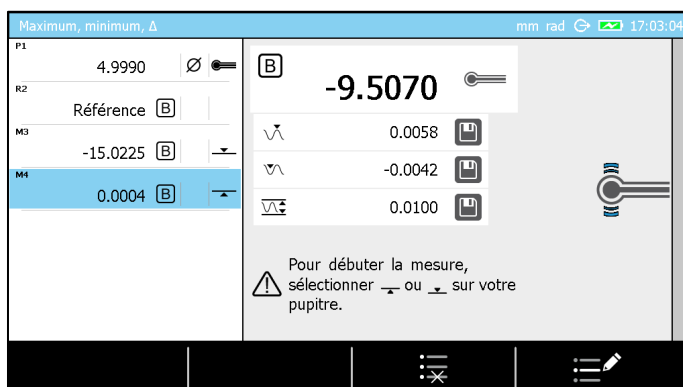 Maximum, minimum, Δ
mm rad 17:03:04
P1
4.9990 Ø
R2
Référence B
M3
-15.0225 B
M4
0.0004 B
B
-9.5070
0.0058
-0.0042
0.0100
Pour débuter la mesure,
sélectionner ou sur votre
pupitre.